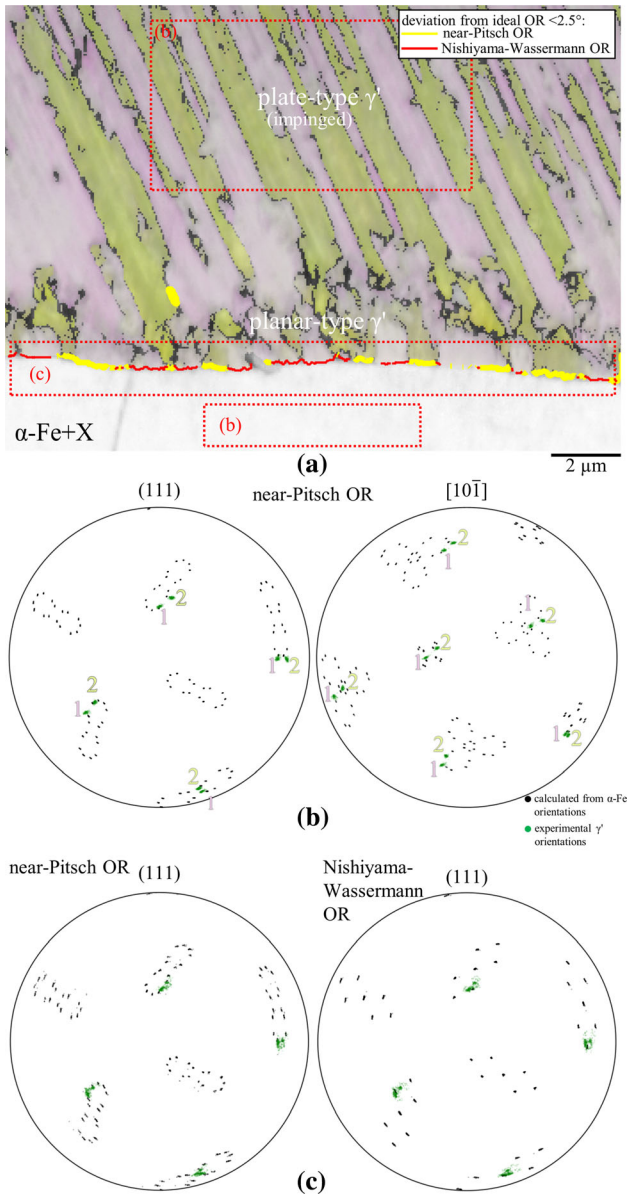 deviation from ideal OR <2.5°:
near-Pitsch OR
Nishiyama-Wassermann OR
(b)
plate-type γ'
(impinged)
planar-type γ'
(c)
(b)
α-Fe+X
(a)
2 µm
(111)
near-Pitsch OR
[101̅]
2
1
1
2
2
1
2
1
1
2
2
1
1
2
2
1
2
1
2
1
1
2
(b)
calculated from α-Fe
orientations
experimental γ'
orientations
near-Pitsch OR
(111)
Nishiyama-
Wassermann
OR
(111)
(c)